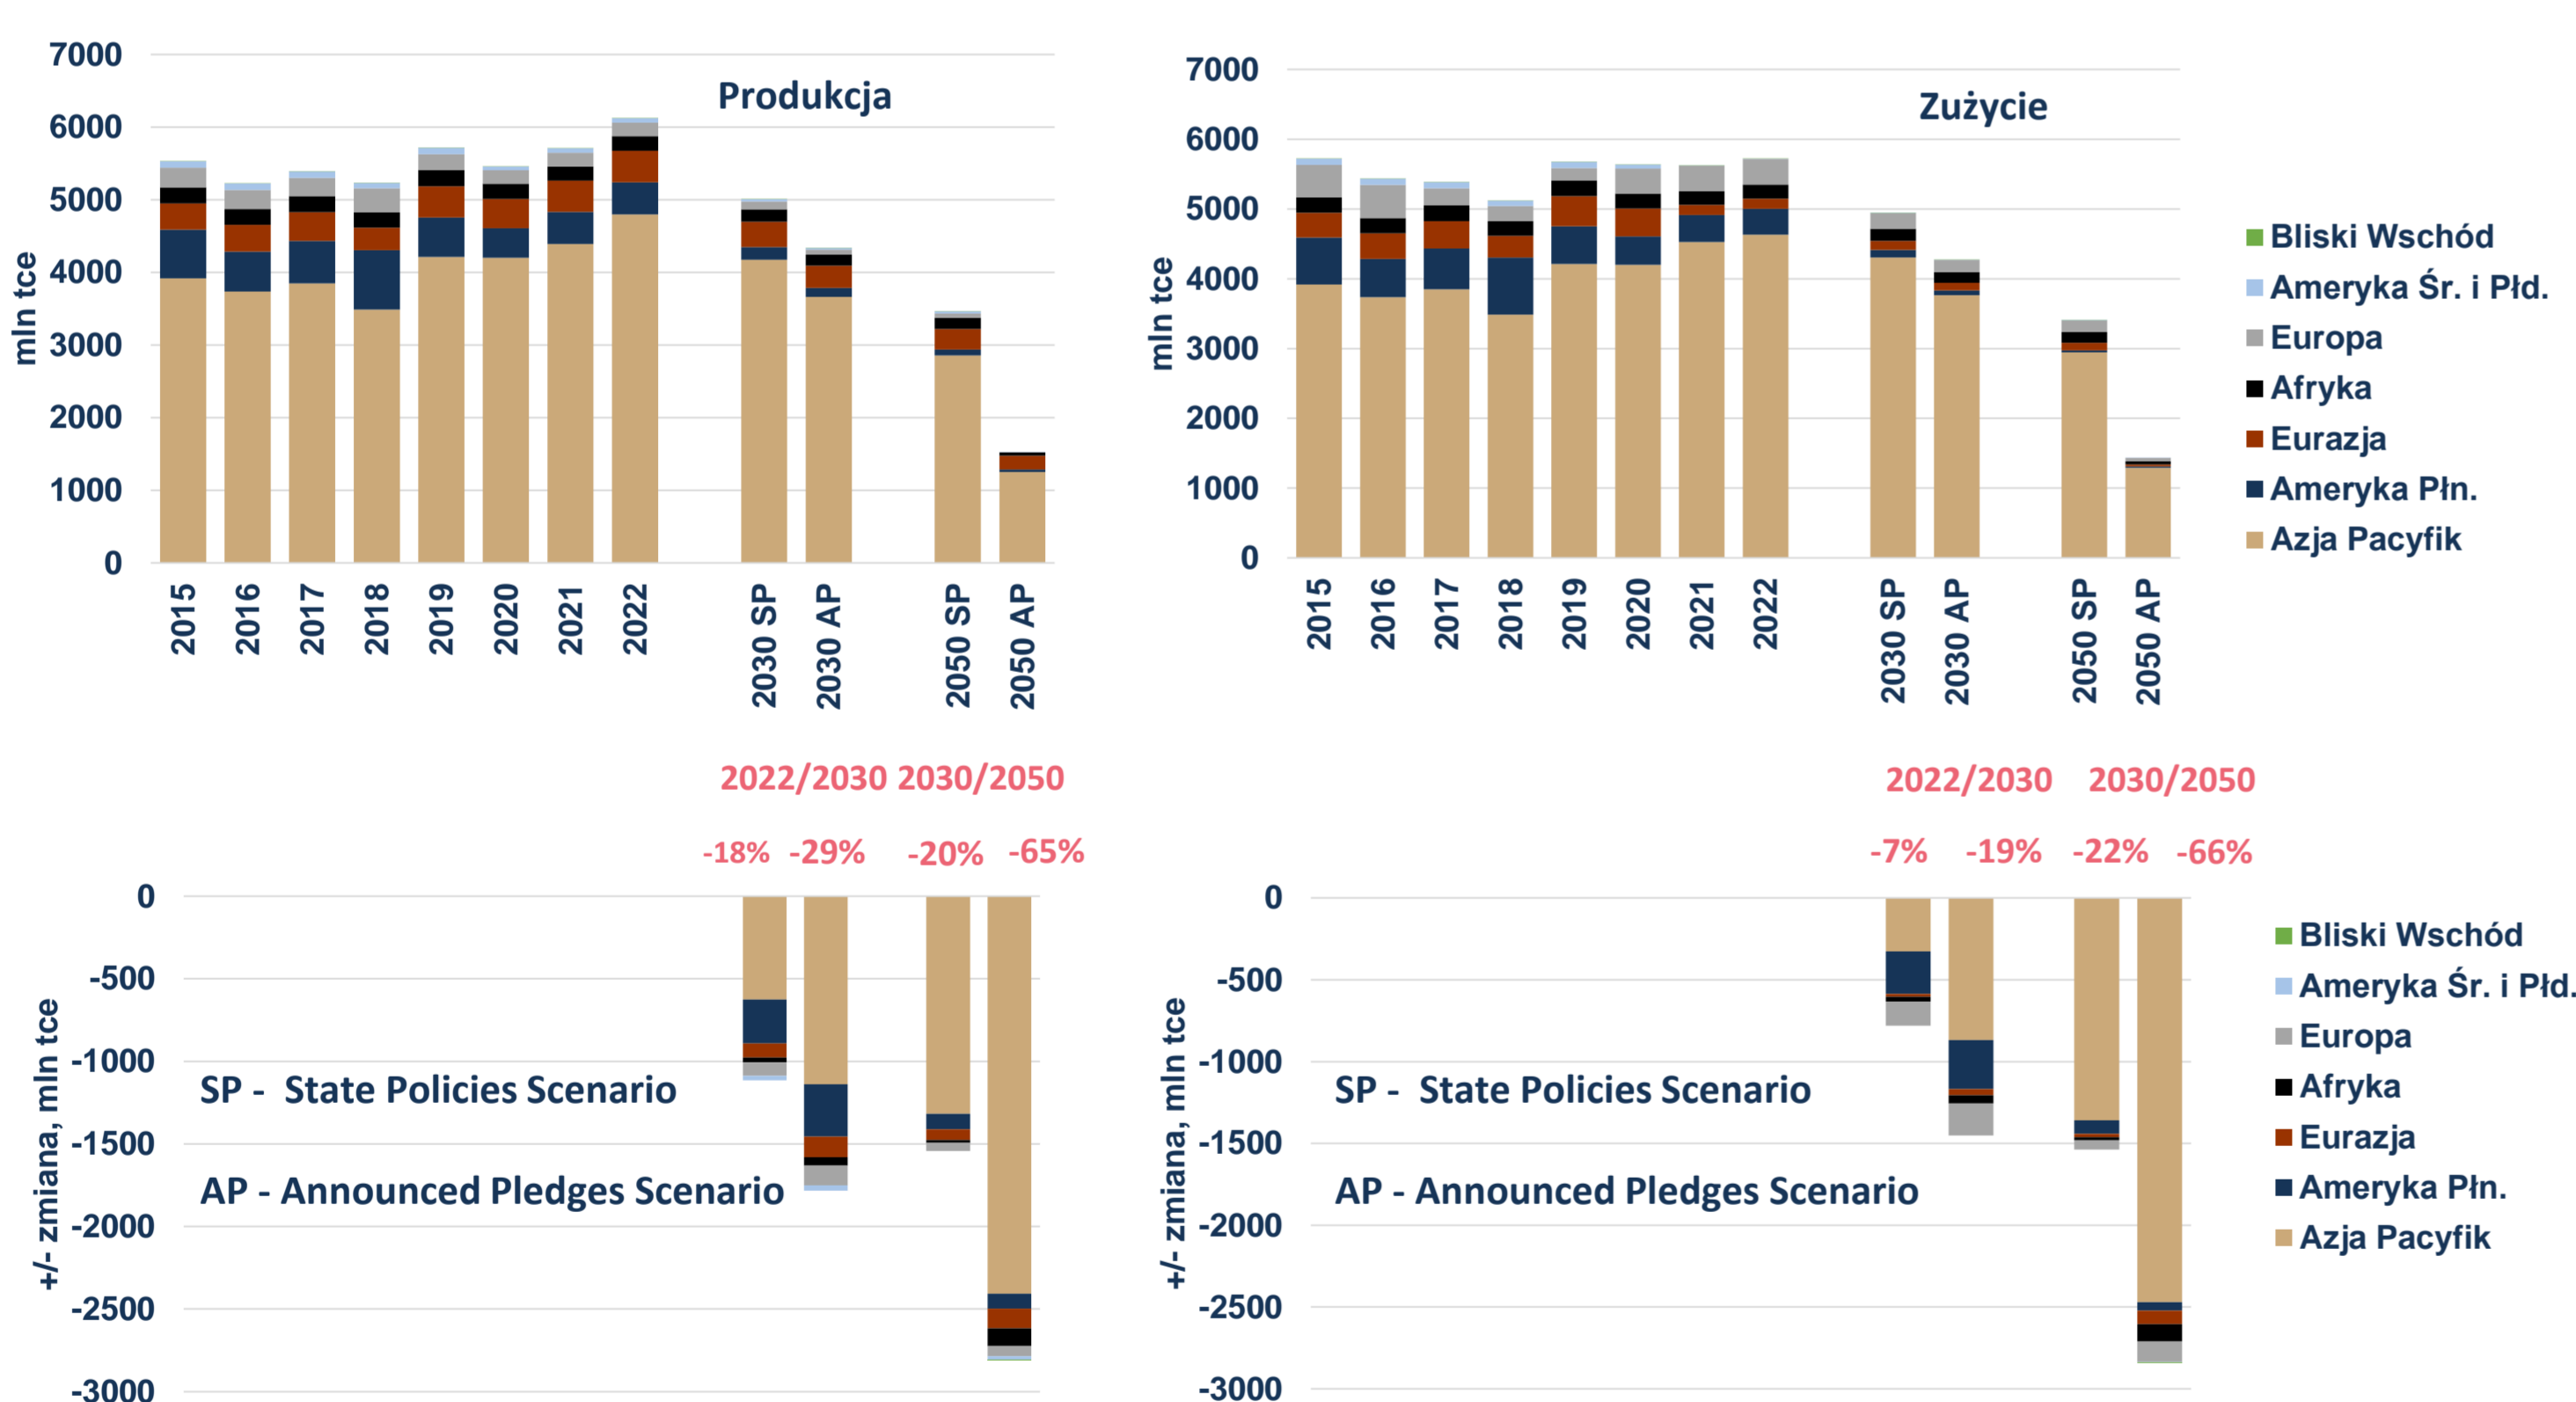 Produkcja
7000
6000
5000
4000
3000
2000
1000
0
mln tce
2015
2016
2017
2018
2019
2020
2021
2022
2030 SP
2030 AP
2050 SP
2050 AP
Zużycie
7000
6000
5000
4000
3000
2000
1000
0
mln tce
2015
2016
2017
2018
2019
2020
2021
2022
2030 SP
2030 AP
2050 SP
2050 AP
Bliski Wschód
Ameryka Śr. i Płd.
Europa
Afryka
Eurazja
Ameryka Płn.
Azja Pacyfik
2022/2030 2030/2050
-18% -29% -20% -65%
0
-500
-1000
-1500
-2000
-2500
-3000
+/- zmiana, mln tce
SP - State Policies Scenario
AP - Announced Pledges Scenario
2022/2030 2030/2050
-7% -19% -22% -66%
0
-500
-1000
-1500
-2000
-2500
-3000
+/- zmiana, mln tce
SP - State Policies Scenario
AP - Announced Pledges Scenario
Bliski Wschód
Ameryka Śr. i Płd.
Europa
Afryka
Eurazja
Ameryka Płn.
Azja Pacyfik